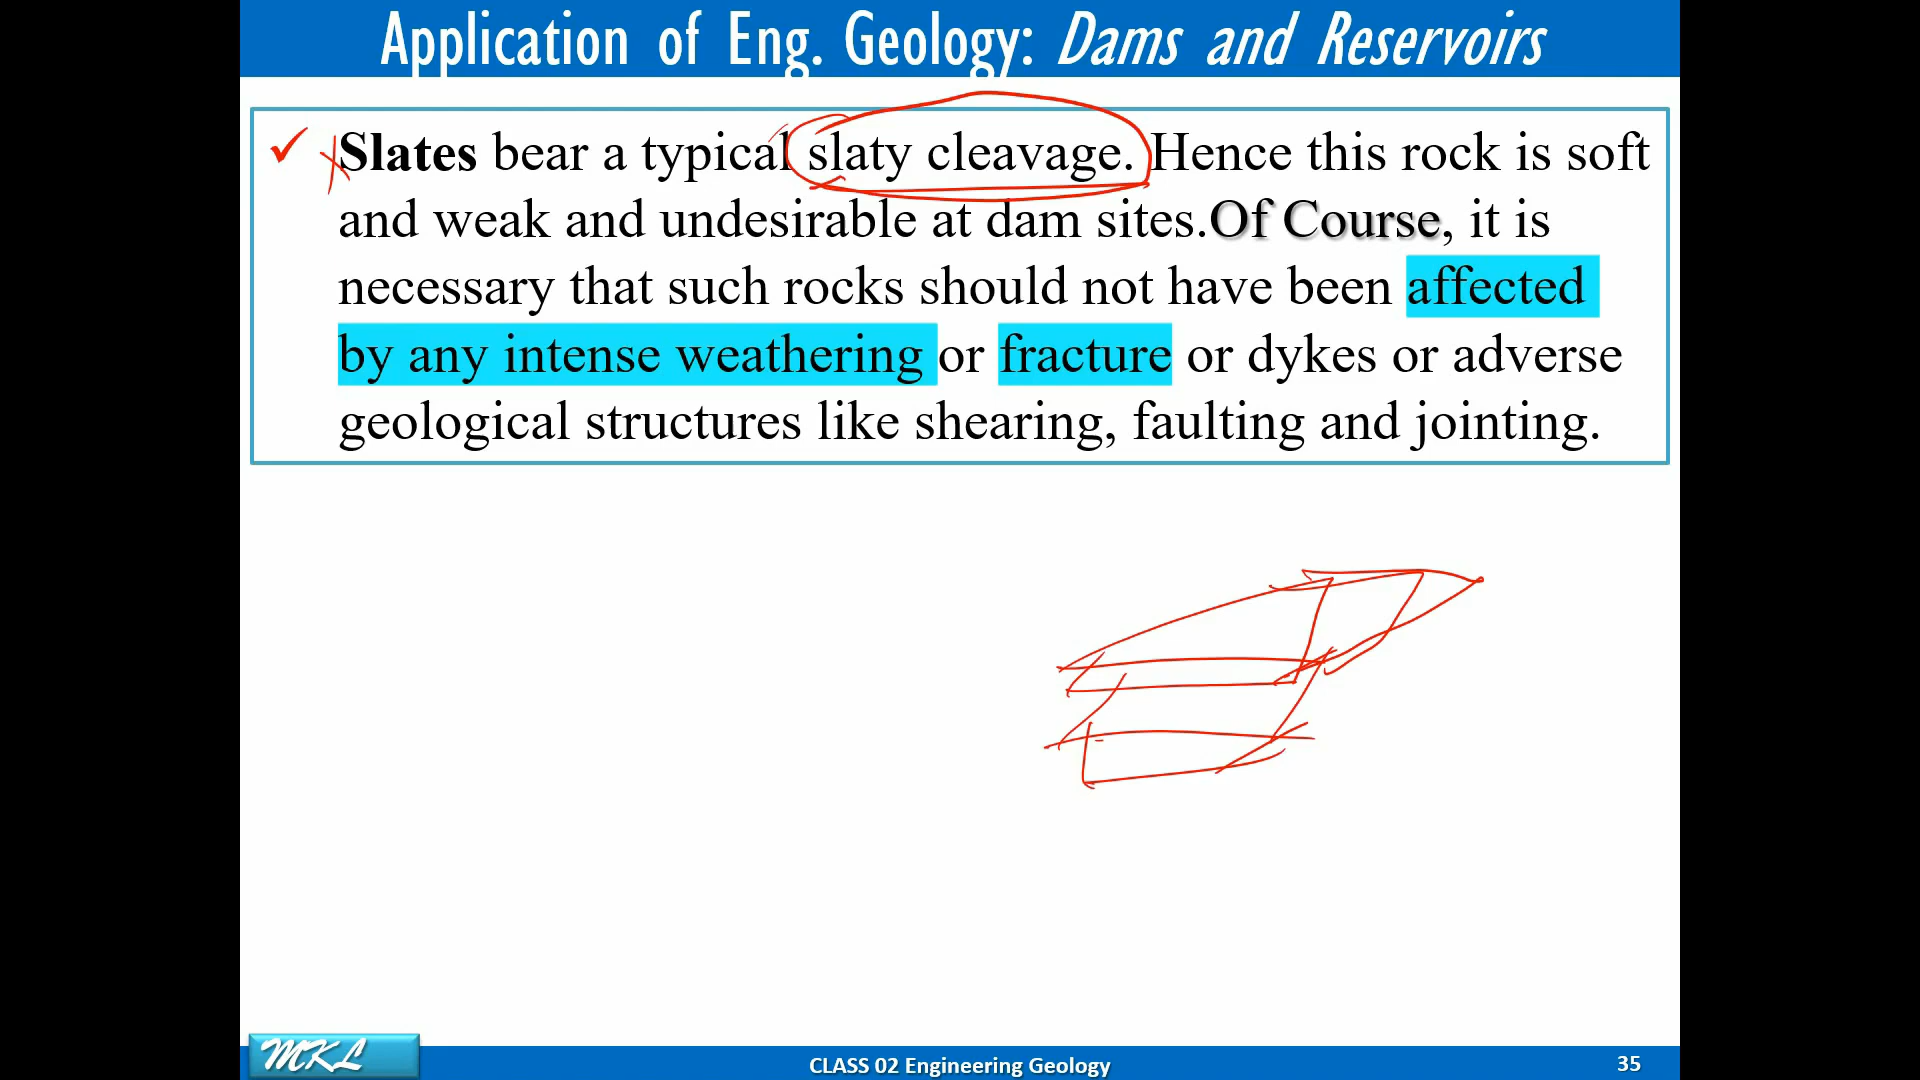 Application of Eng. Geology: Dams and Reservoirs
✓ Slates bear a typical slaty cleavage. Hence this rock is soft
and weak and undesirable at dam sites.Of Course, it is
necessary that such rocks should not have been affected
by any intense weathering or fracture or dykes or adverse
geological structures like shearing, faulting and jointing.
MKL
CLASS 02 Engineering Geology
35